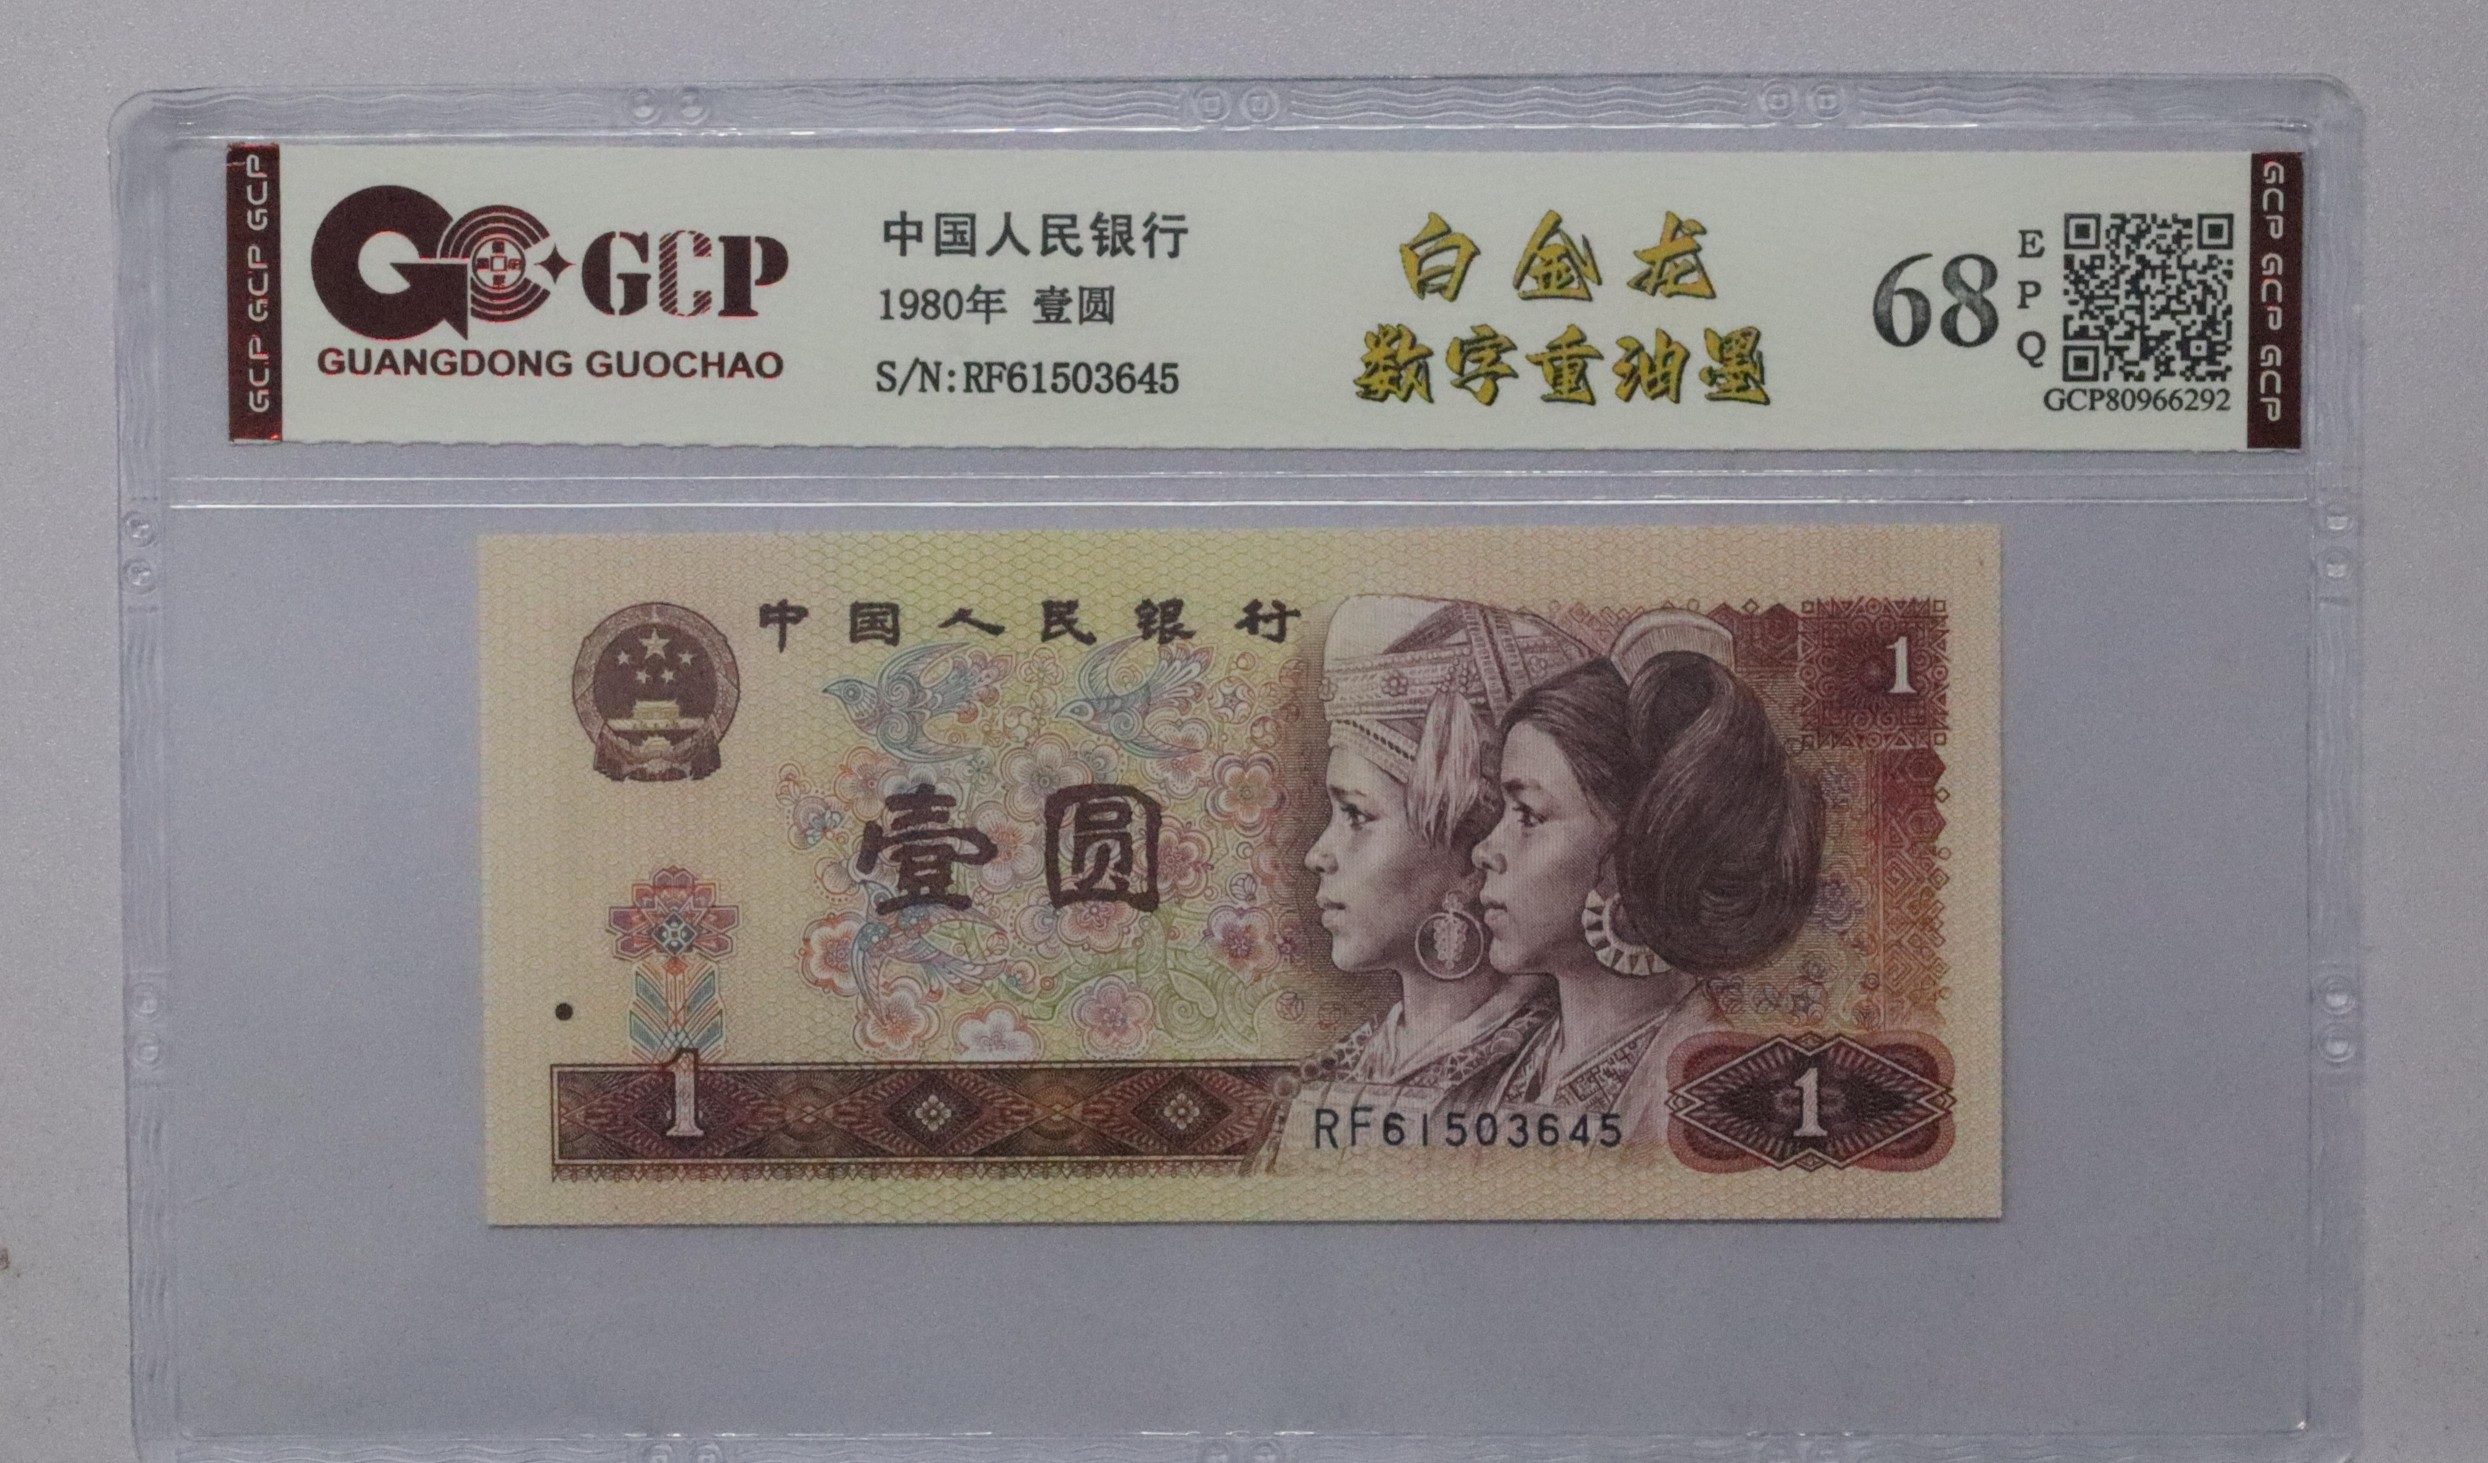 GCP GCP GCP
GCP
GUANGDONG GUOCHAO
中国人民银行
1980年 壹圆
S/N:RF61503645
白金龙
数字重油墨
68
EPQ
GCP80966292
GCP GCP GCP
中国人民银行
1
壹圆
1
1
RF61503645